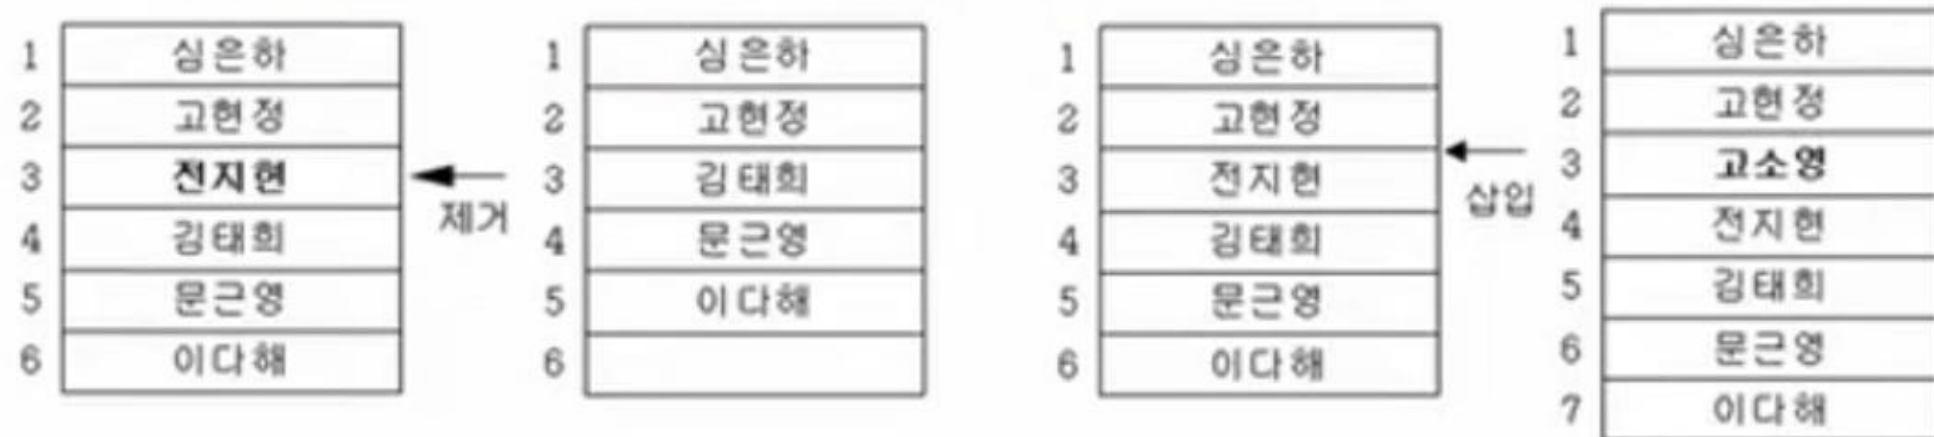 1 심은하
2 고현정
3 전지현
4 김태희
5 문근영
6 이다해
제거
1 심은하
2 고현정
3 김태희
4 문근영
5 이다해
6
1 심은하
2 고현정
3 전지현
4 김태희
5 문근영
6 이다해
삽입
1 심은하
2 고현정
3 고소영
4 전지현
5 김태희
6 문근영
7 이다해